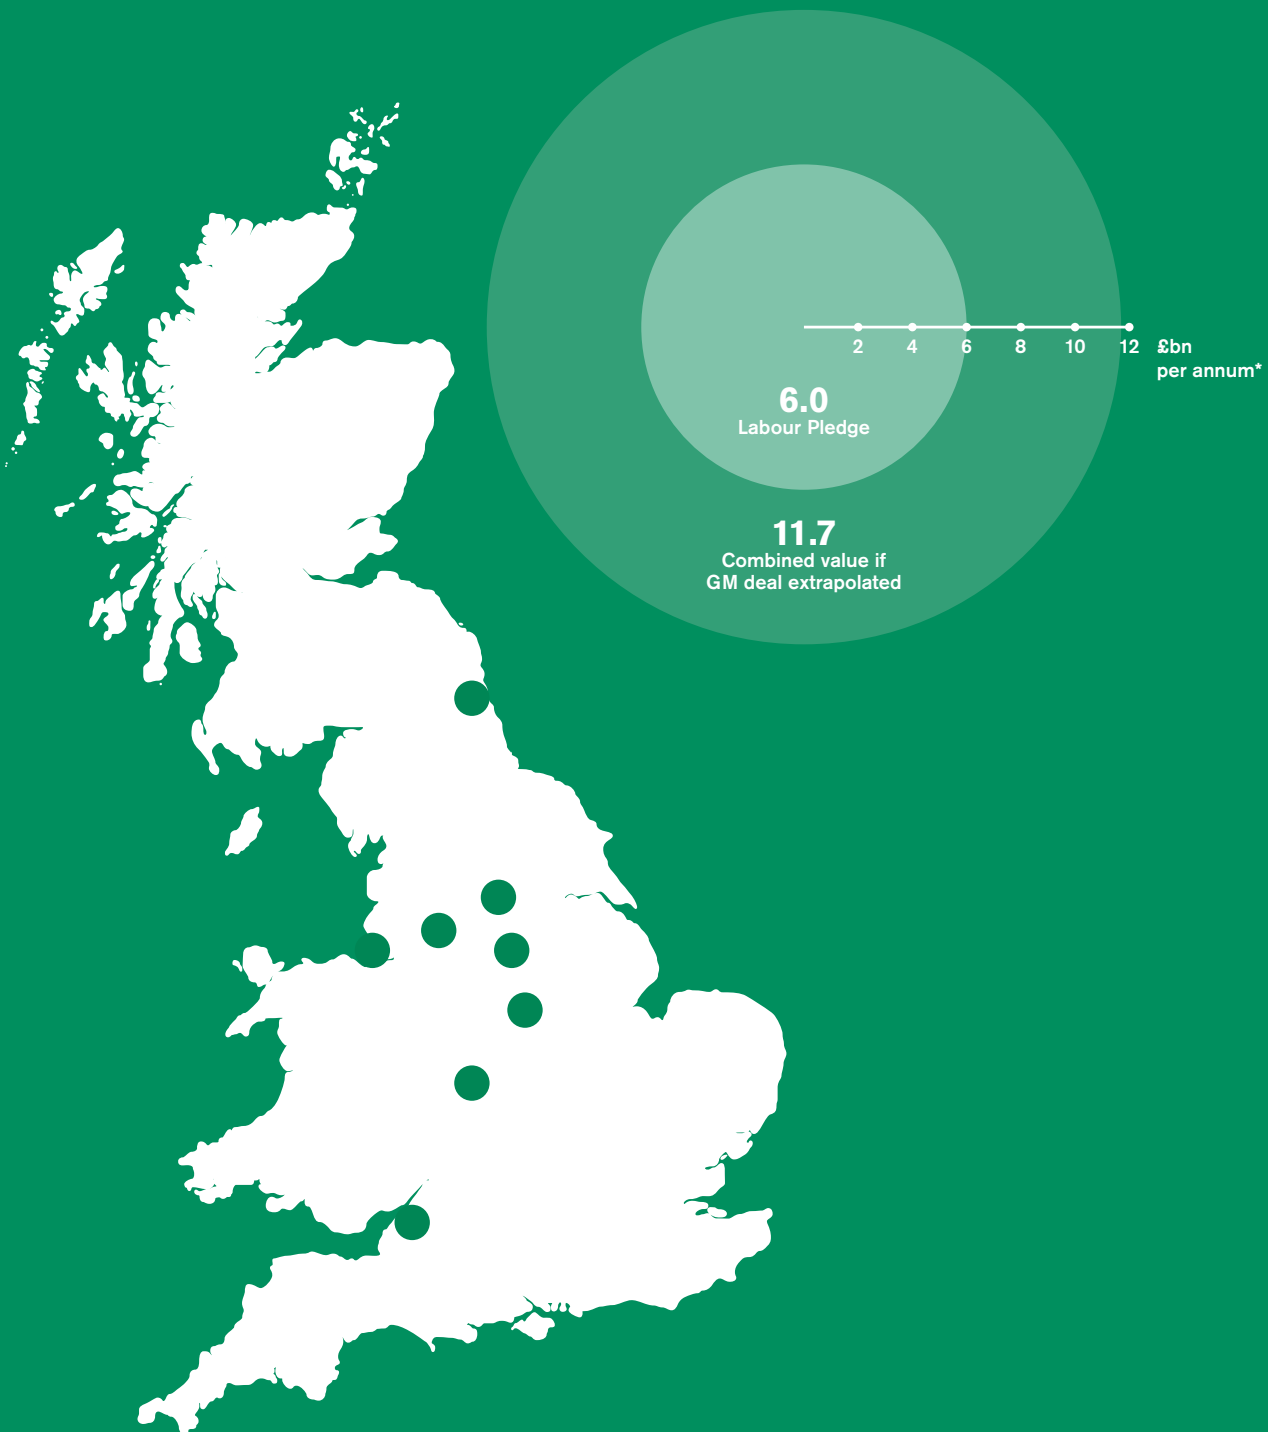 2 4 6 8 10 12 £bn
per annum*
6.0
Labour Pledge
11.7
Combined value if
GM deal extrapolated